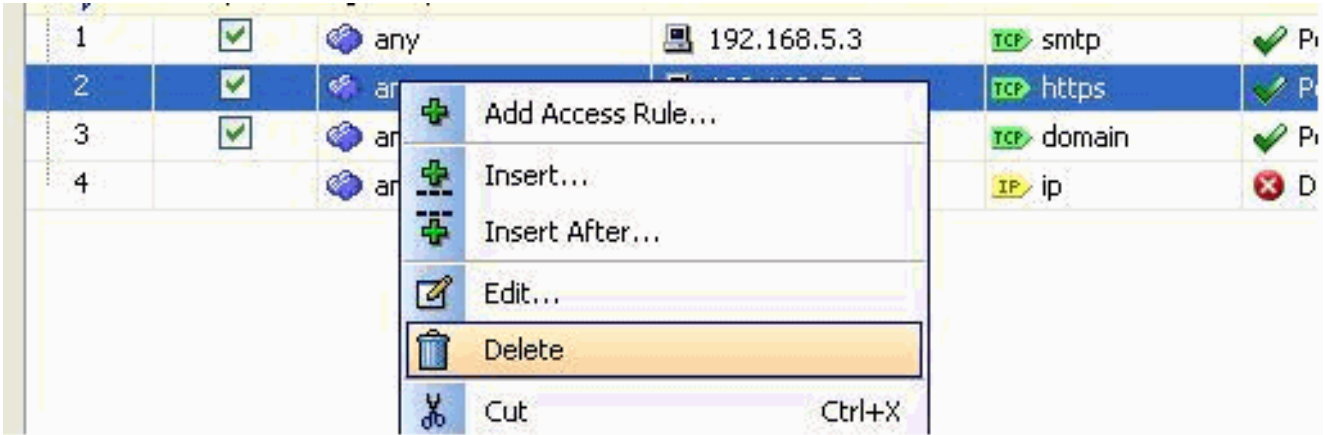 1 any 192.168.5.3 TCP smtp
2 TCP https
Add Access Rule...
3 TCP domain
Insert...
4 IP ip
Insert After...
Edit...
Delete
Cut Ctrl+X